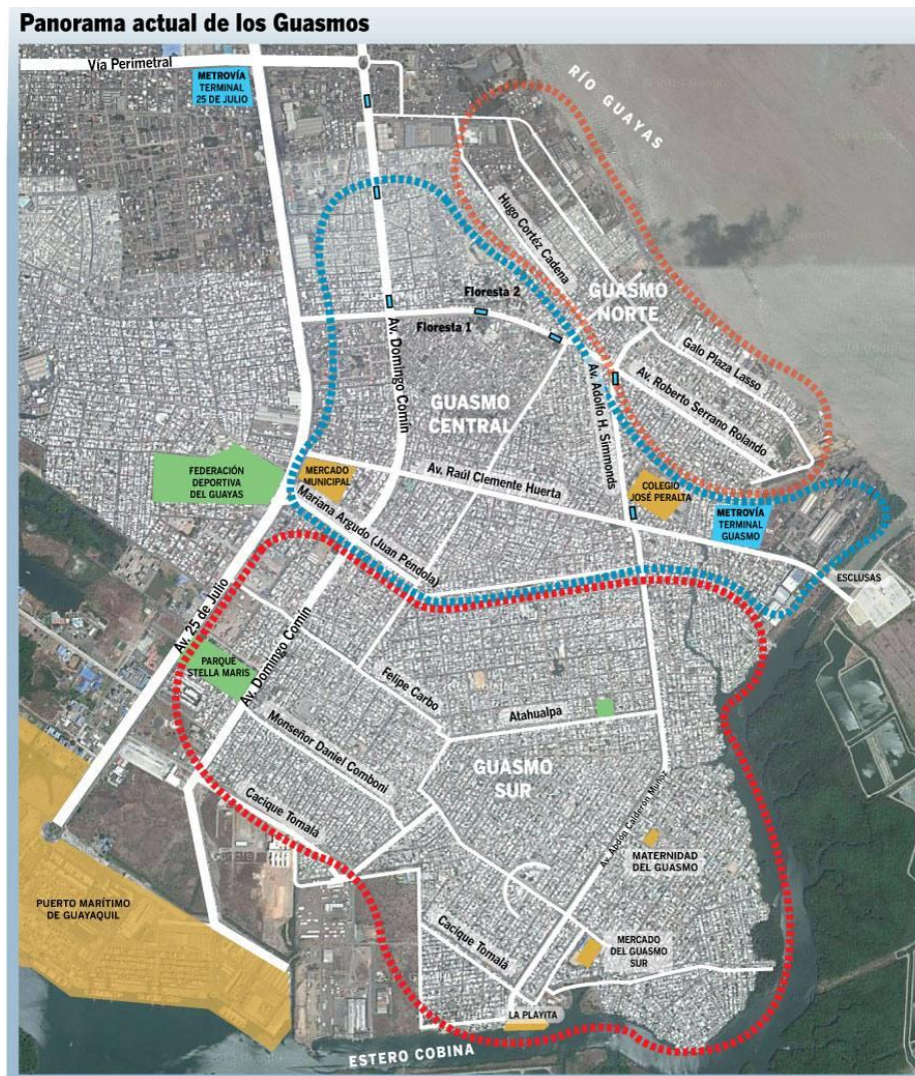 Panorama actual de los Guasmos
Vía Perimetral
METROVÍA
TERMINAL
25 DE JULIO
RÍO GUAYAS
Hugo Cortéz Cadena
Floresta 2
Floresta 1
GUASMO
NORTE
Galo Plaza Lasso
Av. Domingo Comín
Av. Adolfo H. Simmonds
Av. Roberto Serrano Rolando
GUASMO
CENTRAL
FEDERACIÓN
DEPORTIVA
DEL GUAYAS
MERCADO
MUNICIPAL
Av. Raúl Clemente Huerta
COLEGIO
JOSÉ PERALTA
METROVÍA
TERMINAL
GUASMO
Mariana Argudo (Juan Péndola)
ESCLUSAS
Av. 25 de Julio
PARQUE
STELLA MARIS
Av. Domingo Comín
Felipe Carbo
Atahualpa
Monseñor Daniel Comboni
GUASMO
SUR
Cacique Tomalá
Av. Abdón Calderón Muñoz
MATERNIDAD
DEL GUASMO
PUERTO MARÍTIMO
DE GUAYAQUIL
Cacique Tomalá
MERCADO
DEL GUASMO
SUR
LA PLAYITA
ESTERO COBINA